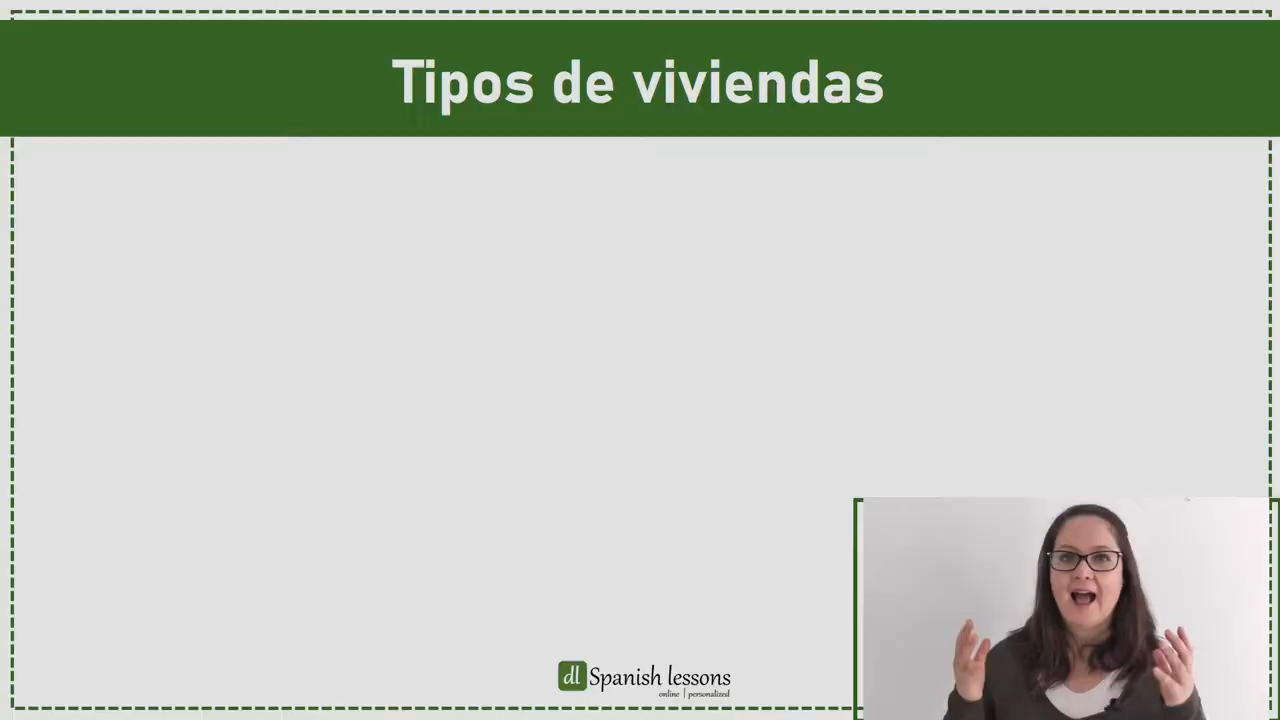 Tipos de viviendas
dl Spanish lessons
online | personalized